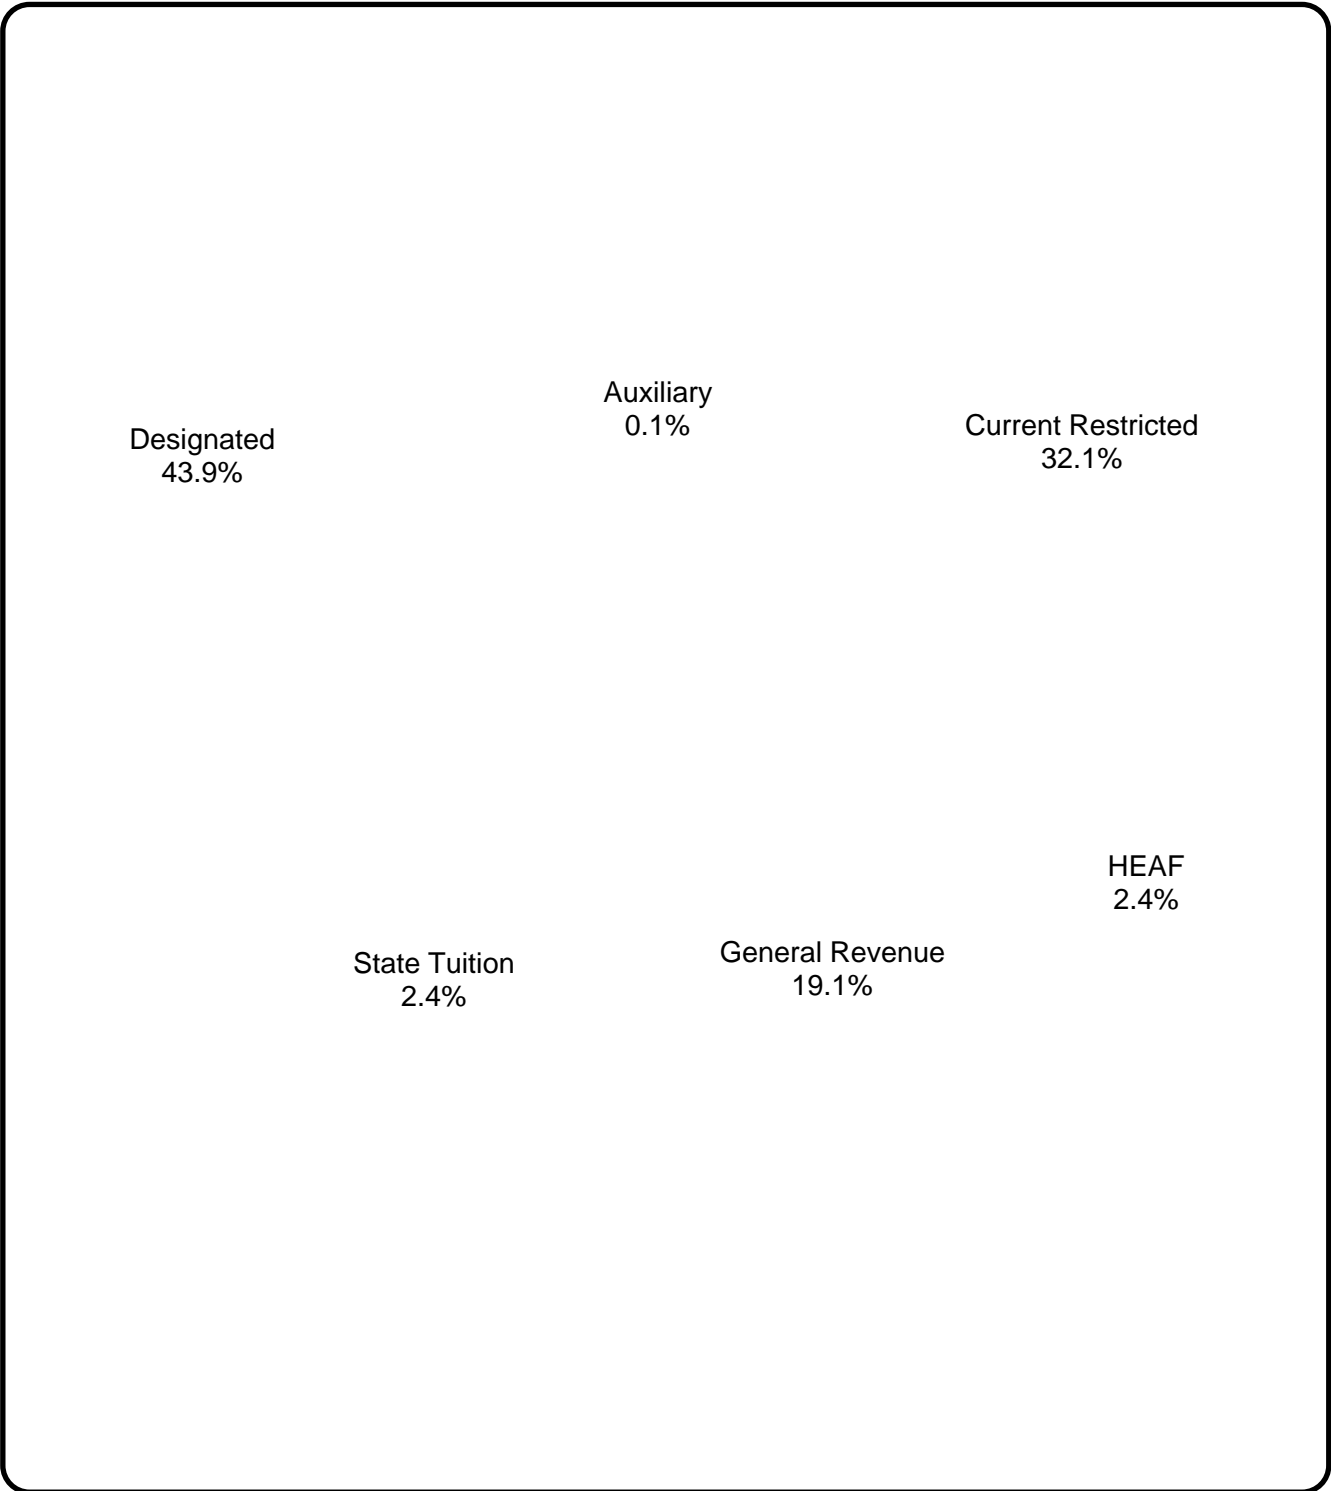 Auxiliary
0.1%
Designated
43.9%
Current Restricted
32.1%
HEAF
2.4%
State Tuition
2.4%
General Revenue
19.1%